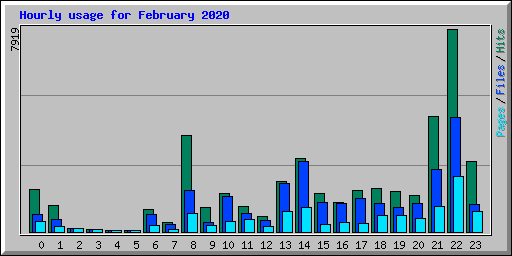 Hourly usage for February 2020
7919
Pages / Files / Hits
0 1 2 3 4 5 6 7 8 9 10 11 12 13 14 15 16 17 18 19 20 21 22 23